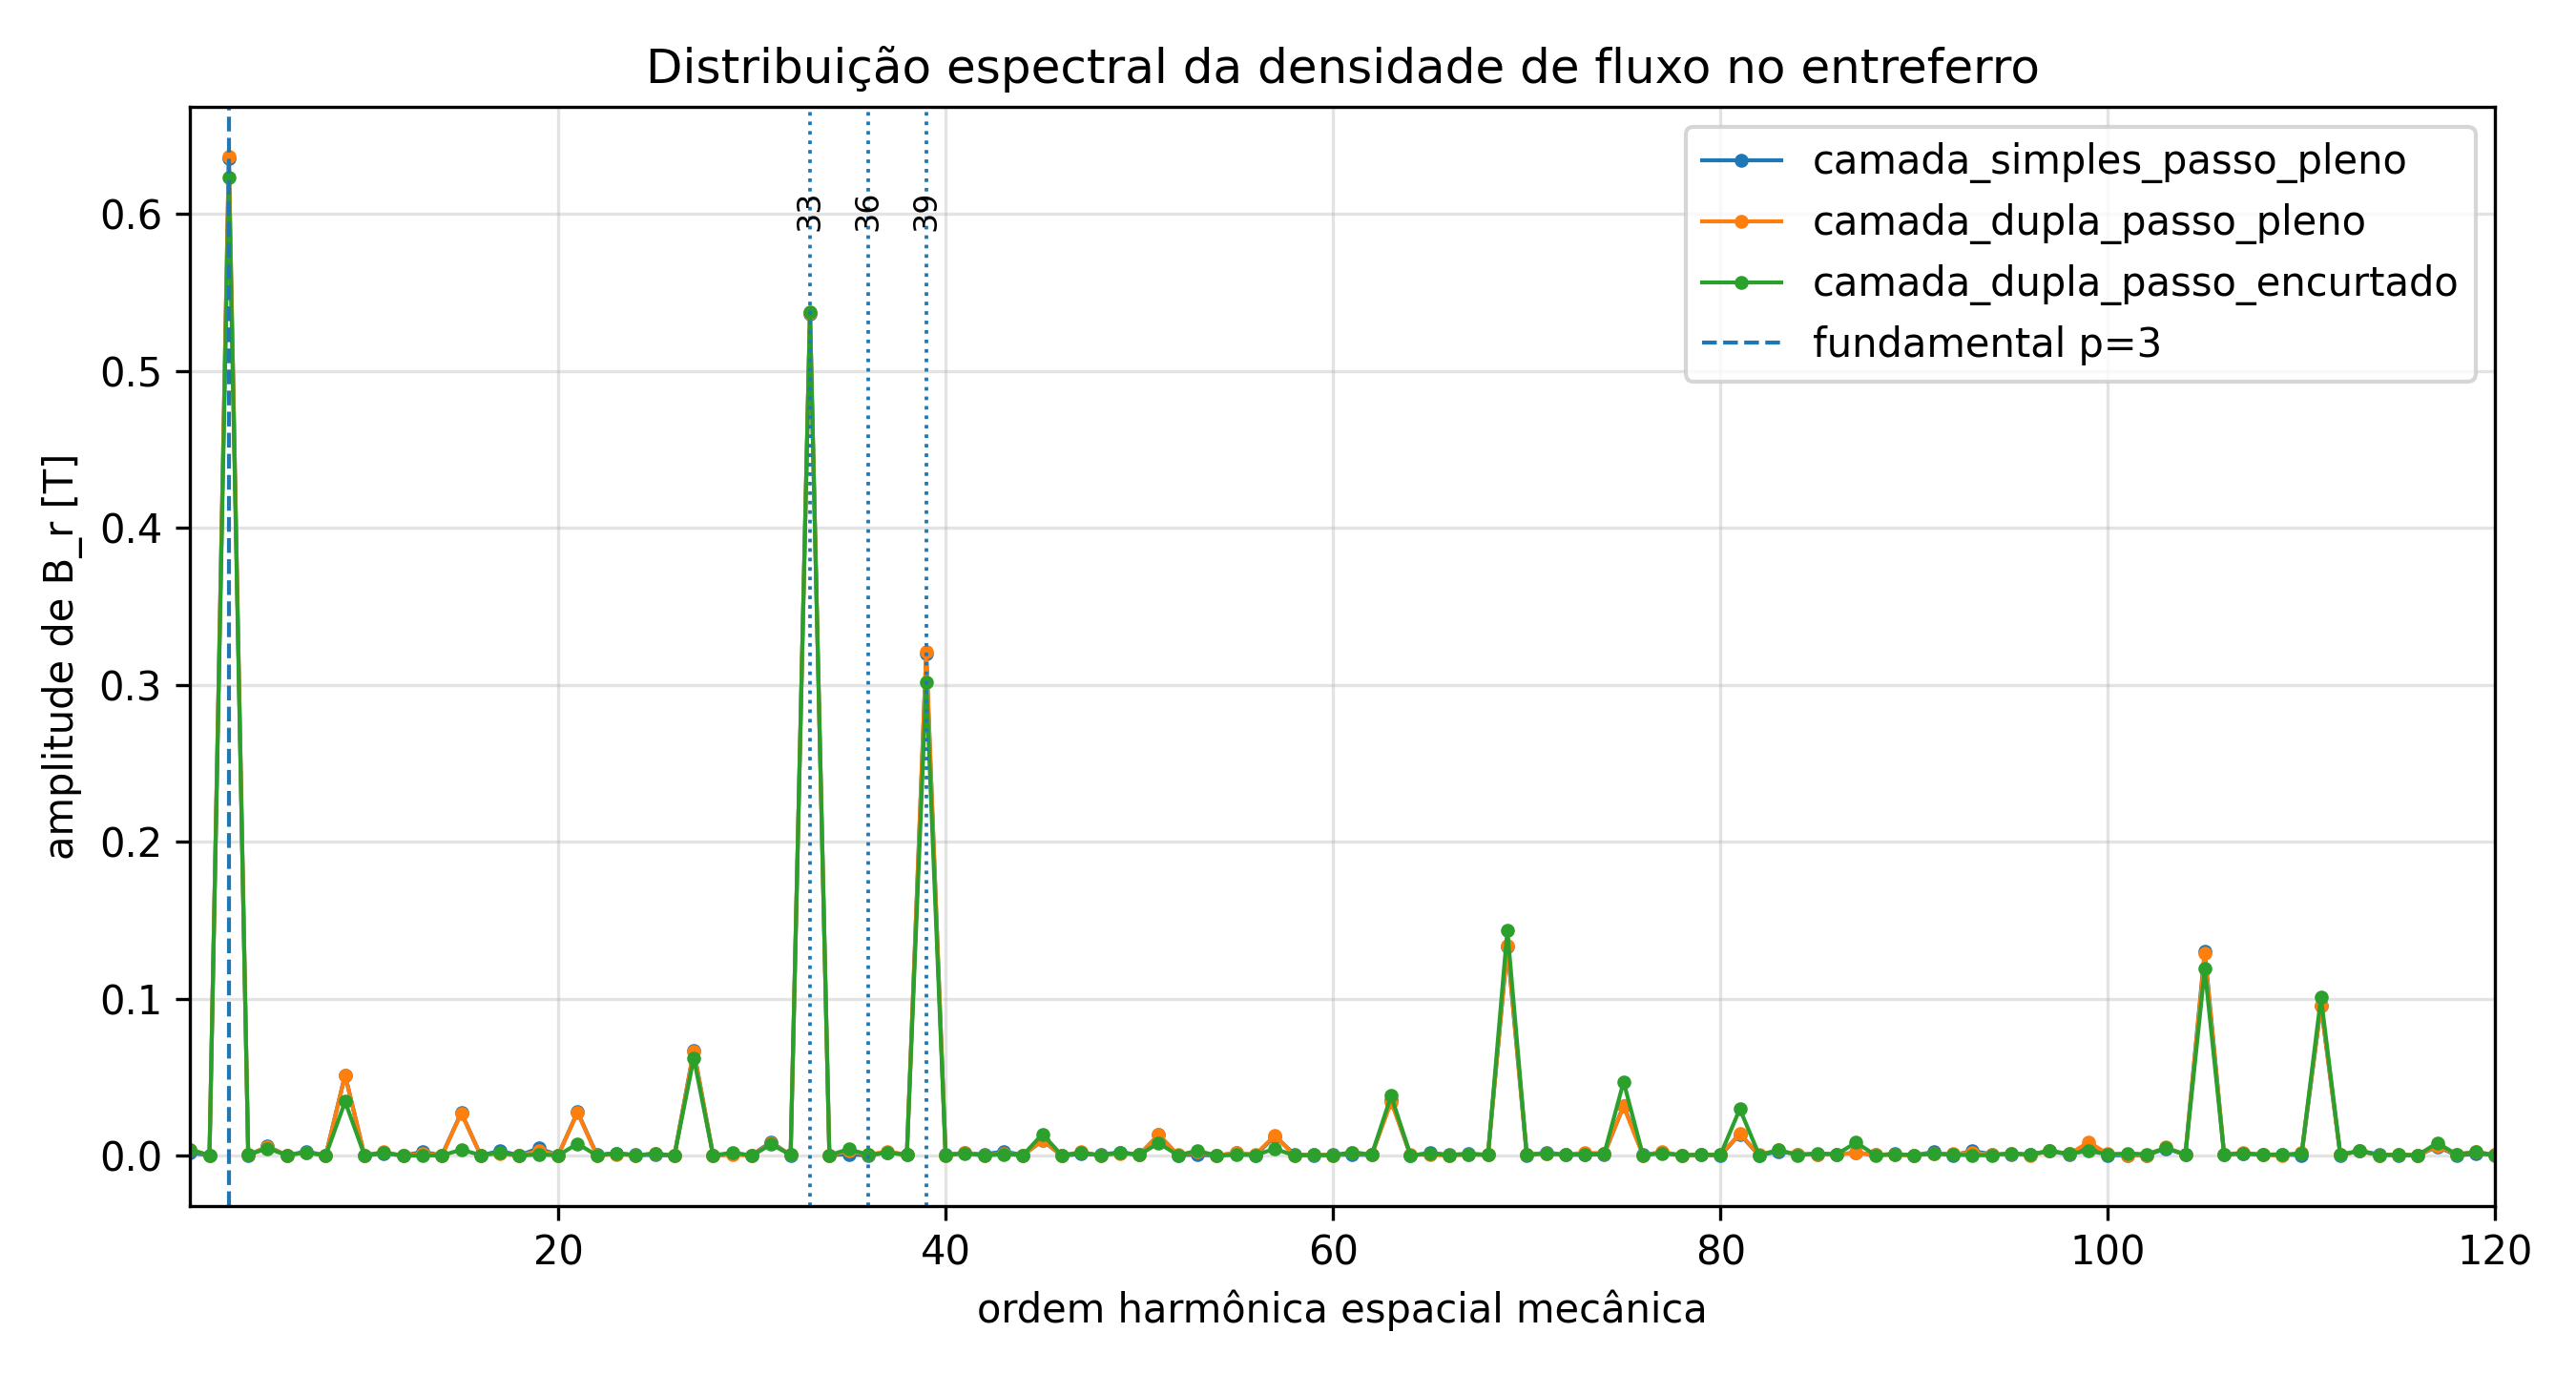 Distribuição espectral da densidade de fluxo no entreferro
camada_simples_passo_pleno
camada_dupla_passo_pleno
camada_dupla_passo_encurtado
fundamental p=3
33
36
39
amplitude de B_r [T]
0.6
0.5
0.4
0.3
0.2
0.1
0.0
20 40 60 80 100 120
ordem harmônica espacial mecânica